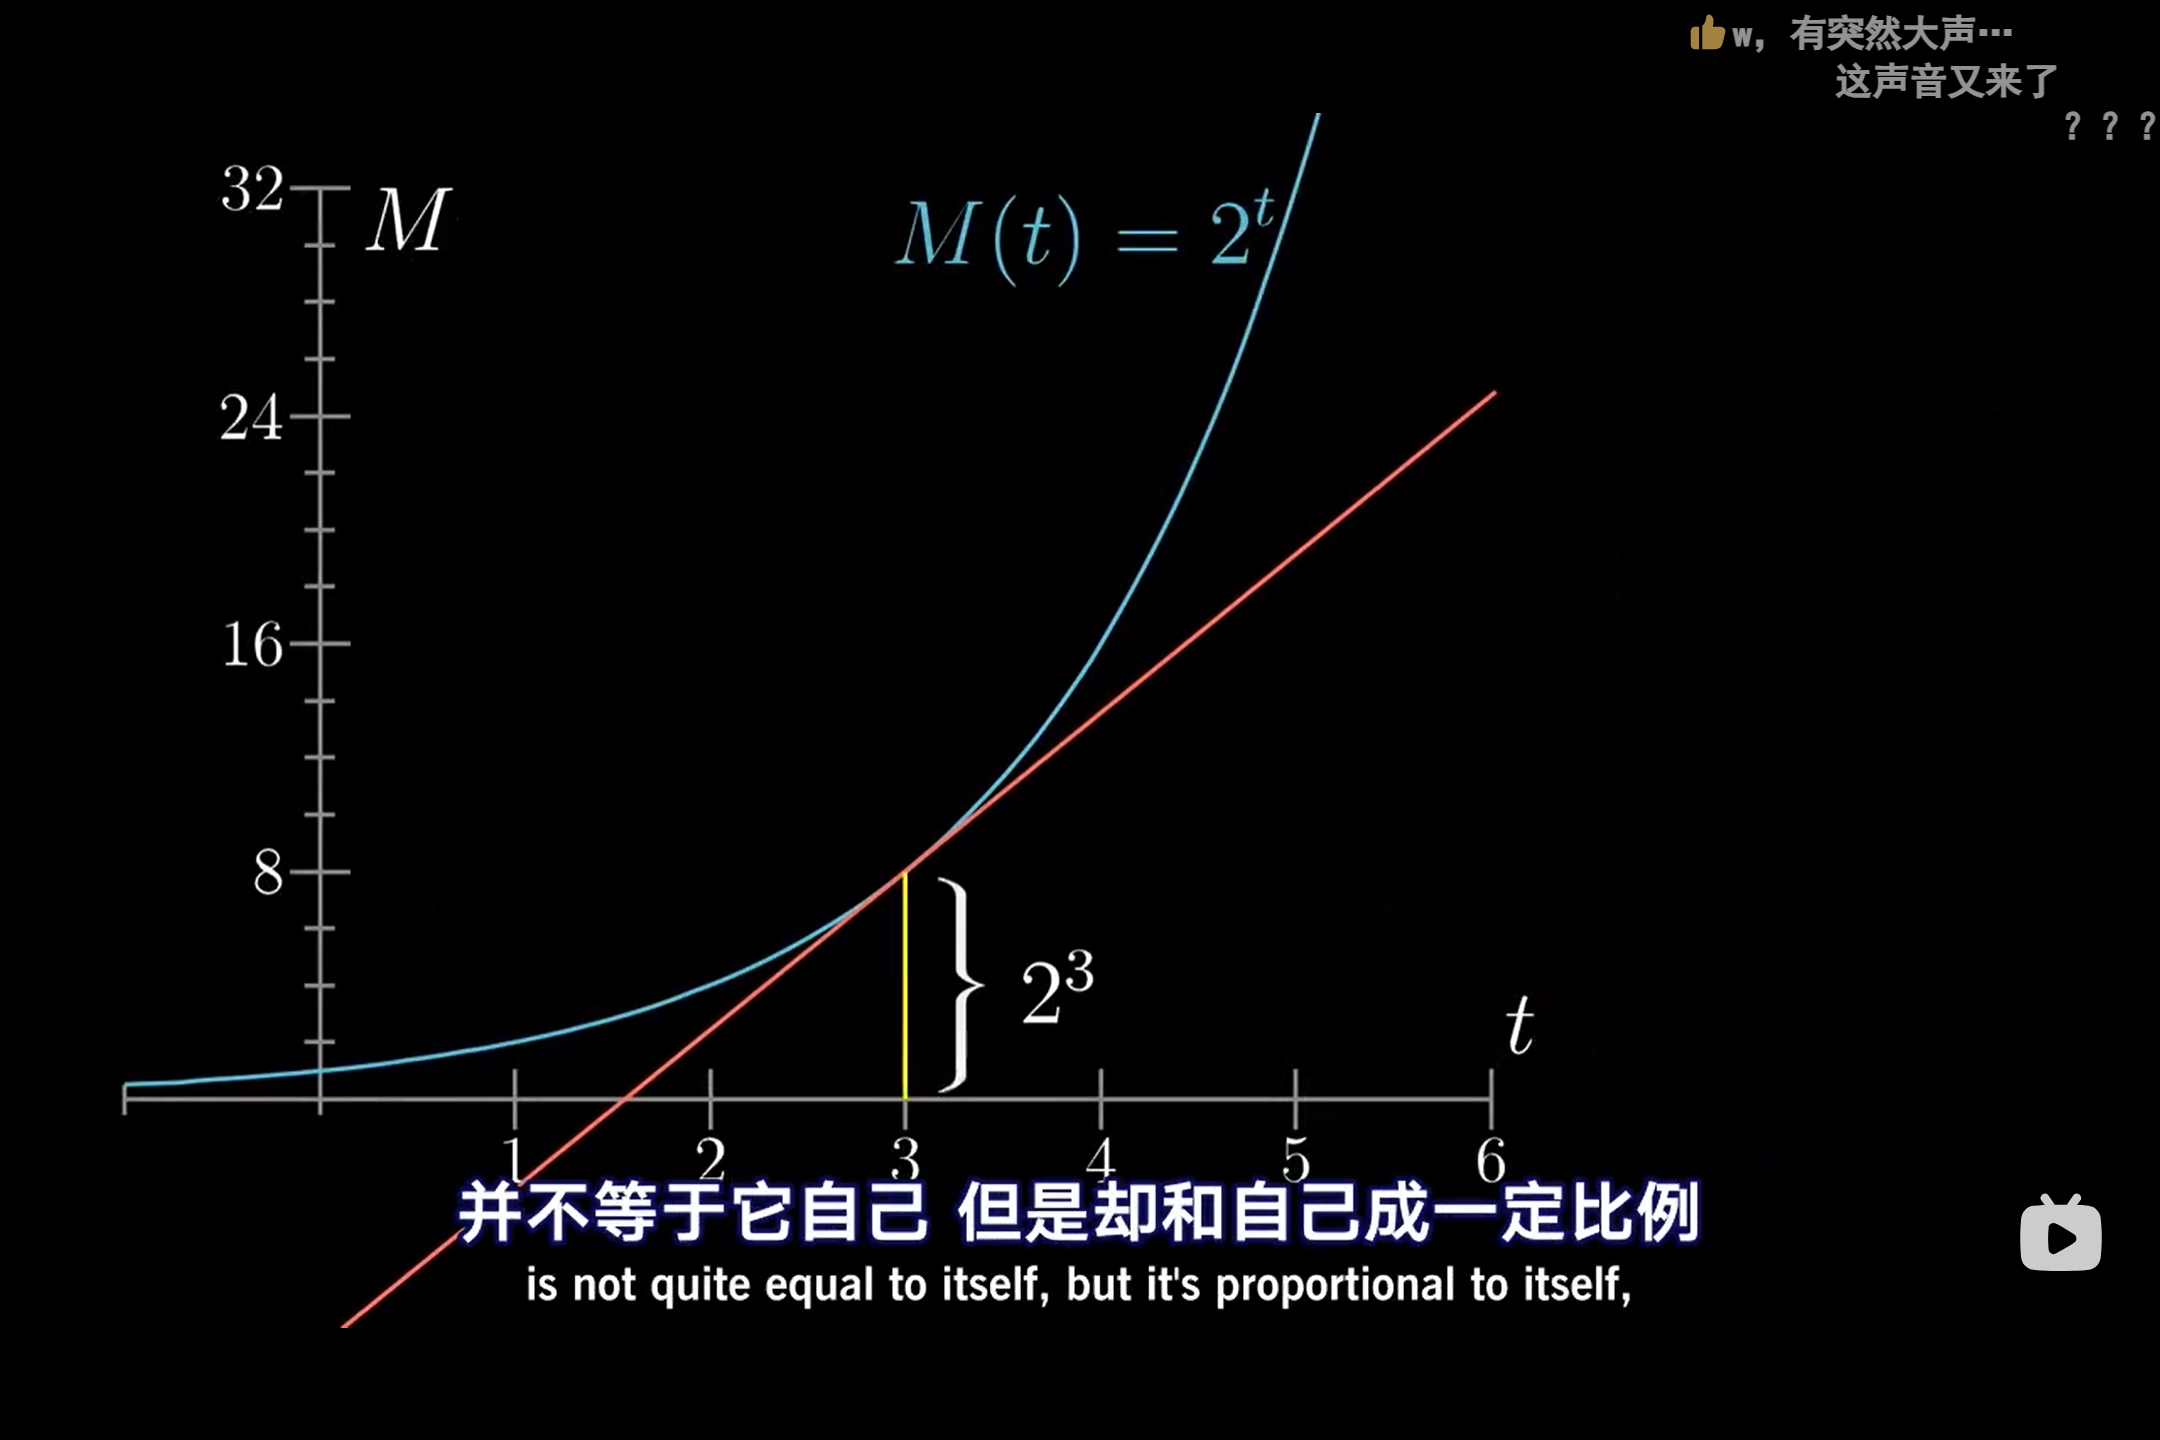 w，有突然大声…
这声音又来了
？？？
32
M
M(t) = 2^t
24
16
8
2^3
t
1 2 3 4 5 6
并不等于它自己 但是却和自己成一定比例
is not quite equal to itself, but it's proportional to itself,